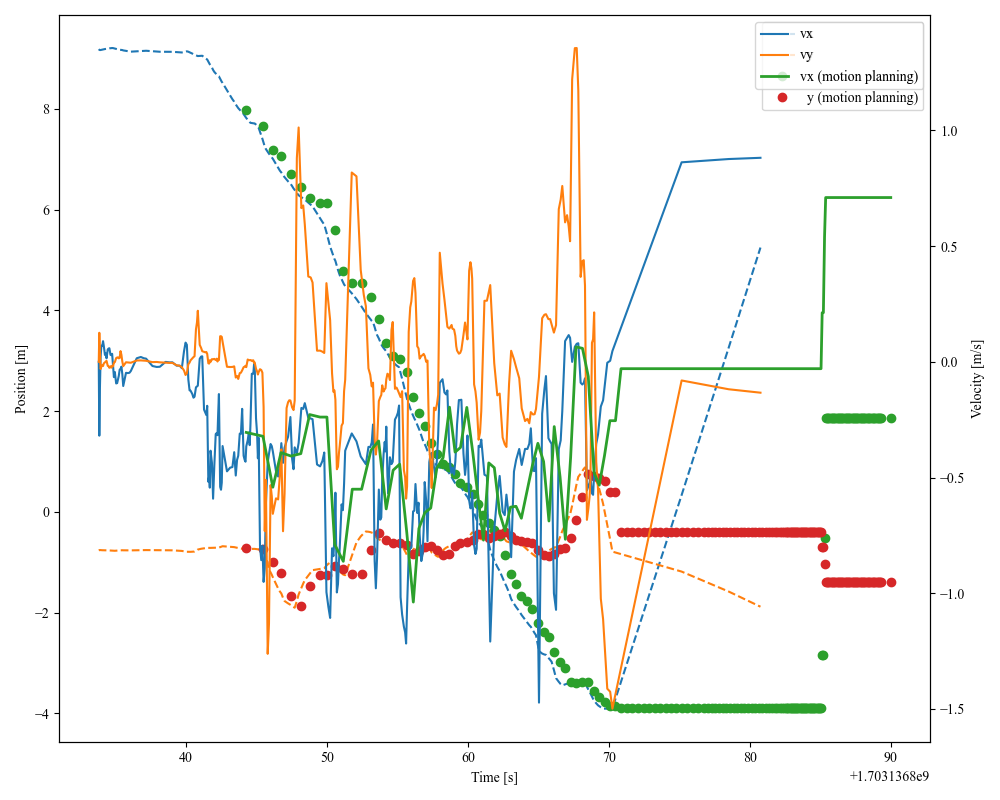 vx
vy
vx (motion planning)
y (motion planning)
Position [m]
8
6
4
2
0
−2
−4
Velocity [m/s]
1.0
0.5
0.0
−0.5
−1.0
−1.5
40 50 60 70 80 90
Time [s]
+1.7031368e9